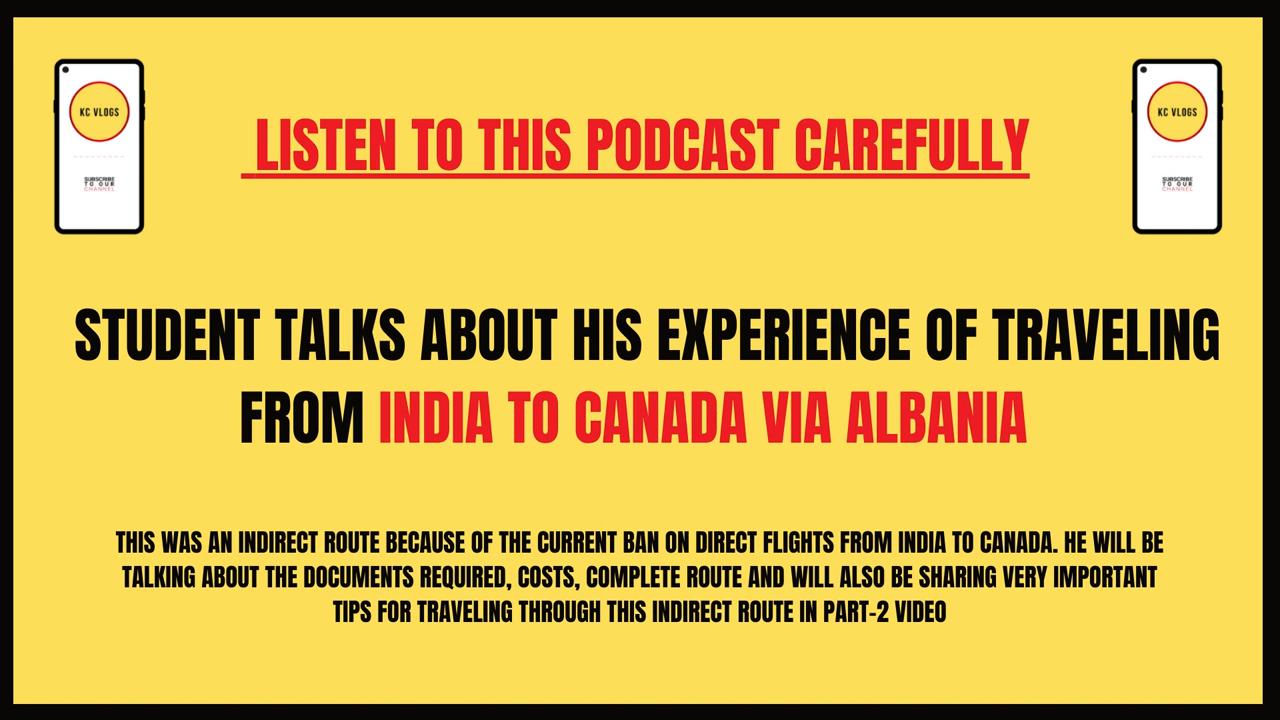 KC VLOGS
SUBSCRIBE
TO OUR
CHANNEL
LISTEN TO THIS PODCAST CAREFULLY
KC VLOGS
SUBSCRIBE
TO OUR
CHANNEL
STUDENT TALKS ABOUT HIS EXPERIENCE OF TRAVELING
FROM INDIA TO CANADA VIA ALBANIA
THIS WAS AN INDIRECT ROUTE BECAUSE OF THE CURRENT BAN ON DIRECT FLIGHTS FROM INDIA TO CANADA. HE WILL BE
TALKING ABOUT THE DOCUMENTS REQUIRED, COSTS, COMPLETE ROUTE AND WILL ALSO BE SHARING VERY IMPORTANT
TIPS FOR TRAVELING THROUGH THIS INDIRECT ROUTE IN PART-2 VIDEO